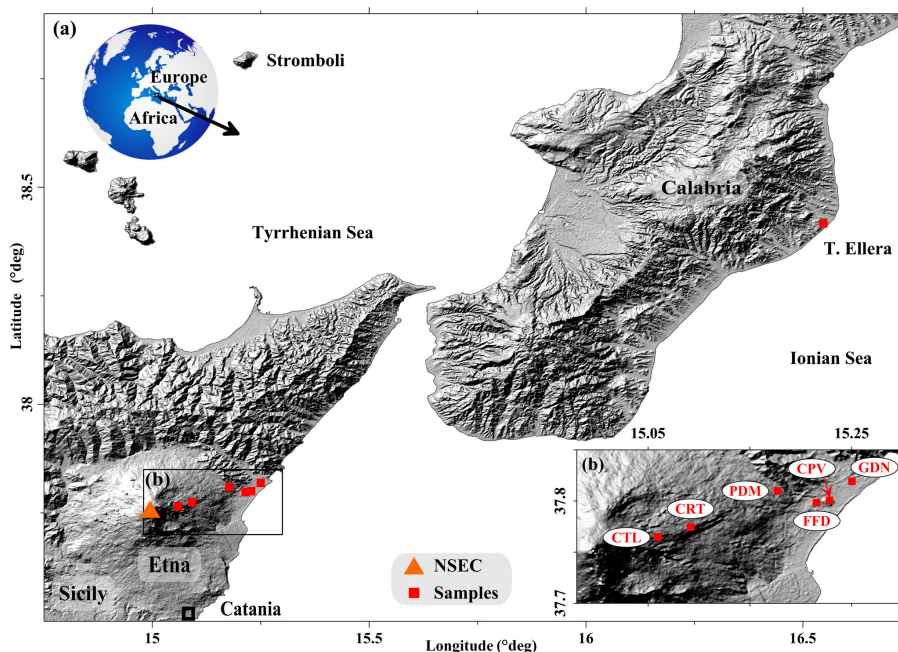 (a)
Europe
Africa
Stromboli
Calabria
Tyrrhenian Sea
T. Ellera
Ionian Sea
Latitude (°deg)
38.5
38
(b)
Etna
Sicily
Catania
NSEC
Samples
15.05
15.25
(b)
CPV
GDN
PDM
CRT
FFD
CTL
37.8
37.7
15
15.5
16
16.5
Longitude (°deg)